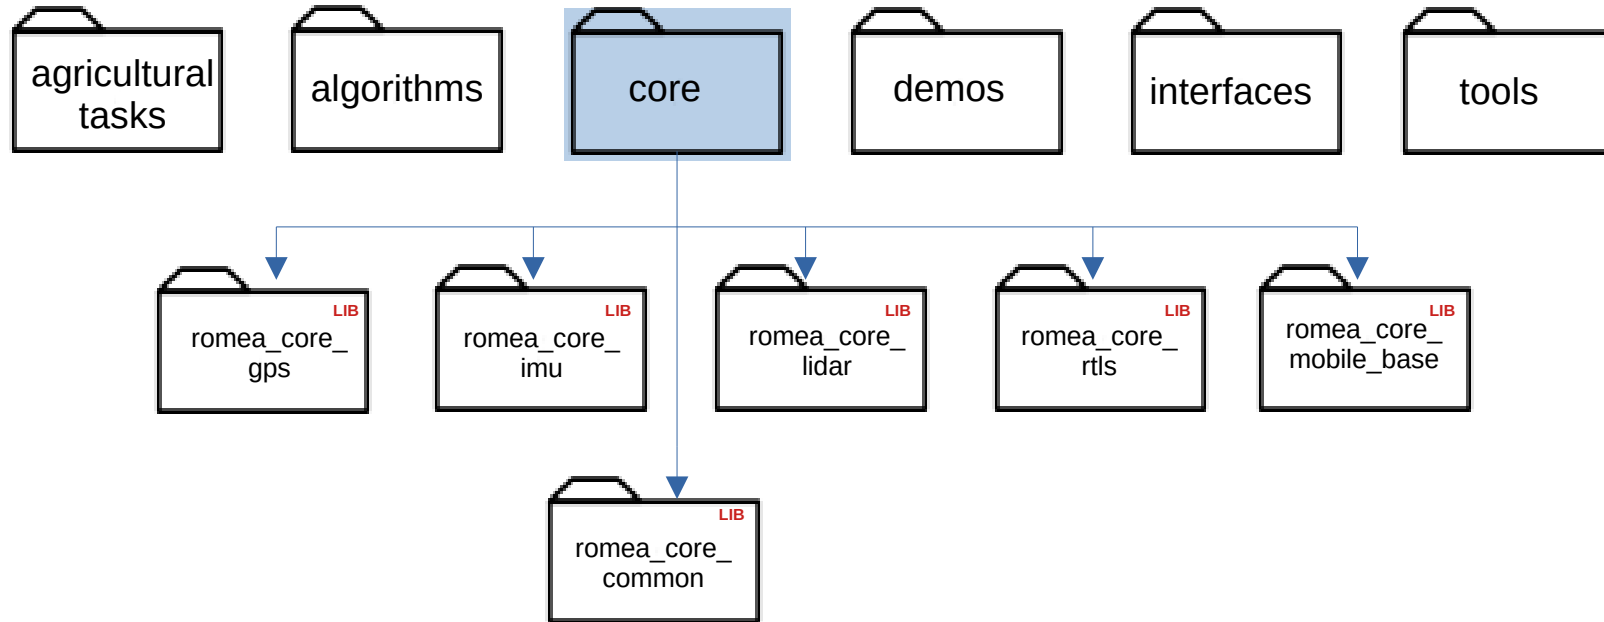 agricultural
tasks
algorithms
core
demos
interfaces
tools
LIB
romea_core_
gps
LIB
romea_core_
imu
LIB
romea_core_
lidar
LIB
romea_core_
rtls
LIB
romea_core_
mobile_base
LIB
romea_core_
common